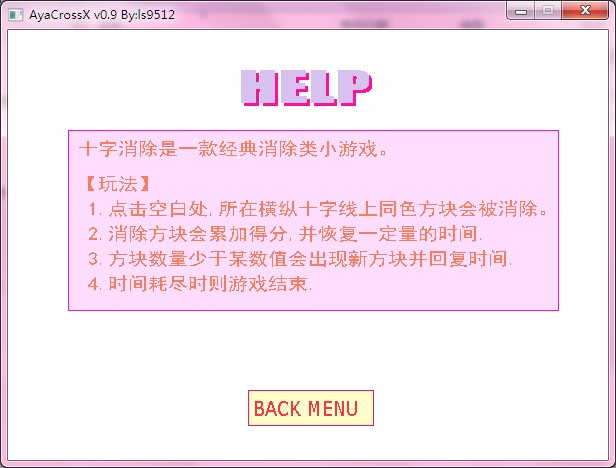 AyaCrossX v0.9 By:ls9512
HELP
十字消除是一款经典消除类小游戏。
【玩法】
1.点击空白处,所在横纵十字线上同色方块会被消除。
2.消除方块会累加得分,并恢复一定量的时间.
3.方块数量少于某数值会出现新方块并回复时间.
4.时间耗尽时则游戏结束.
BACK MENU